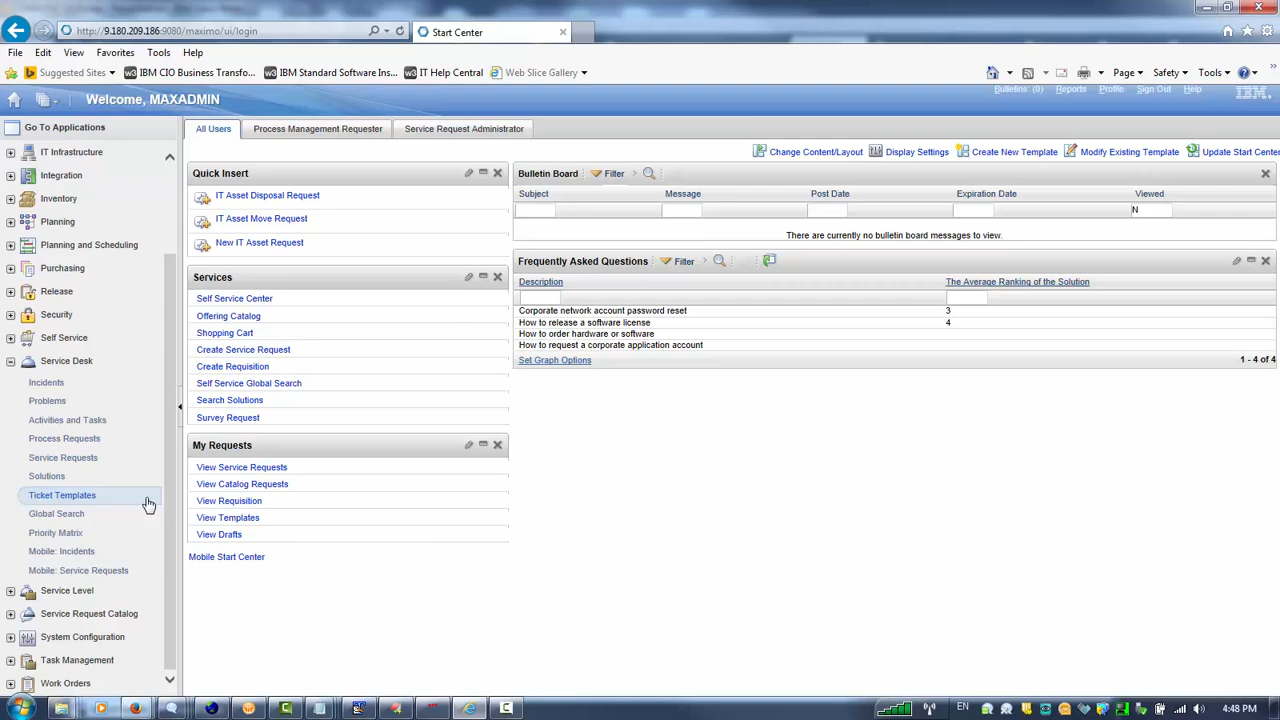 http://9.180.209.186:9080/maximo/ui/login
Start Center
File Edit View Favorites Tools Help
Suggested Sites
IBM CIO Business Transfo...
IBM Standard Software Ins...
IT Help Central
Web Slice Gallery
Page
Safety
Tools
Welcome, MAXADMIN
Bulletins: (0) Reports Profile Sign Out Help
IBM
Go To Applications
IT Infrastructure
Integration
Inventory
Planning
Planning and Scheduling
Purchasing
Release
Security
Self Service
Service Desk
Incidents
Problems
Activities and Tasks
Process Requests
Service Requests
Solutions
Ticket Templates
Global Search
Priority Matrix
Mobile: Incidents
Mobile: Service Requests
Service Level
Service Request Catalog
System Configuration
Task Management
Work Orders
All Users
Process Management Requester
Service Request Administrator
Change Content/Layout
Display Settings
Create New Template
Modify Existing Template
Update Start Center
Quick Insert
IT Asset Disposal Request
IT Asset Move Request
New IT Asset Request
Services
Self Service Center
Offering Catalog
Shopping Cart
Create Service Request
Create Requisition
Self Service Global Search
Search Solutions
Survey Request
My Requests
View Service Requests
View Catalog Requests
View Requisition
View Templates
View Drafts
Mobile Start Center
Bulletin Board
Filter
Subject Message Post Date Expiration Date Viewed
N
There are currently no bulletin board messages to view.
Frequently Asked Questions
Filter
Description The Average Ranking of the Solution
Corporate network account password reset 3
How to release a software license 4
How to order hardware or software
How to request a corporate application account
Set Graph Options
1 - 4 of 4
EN
4:48 PM